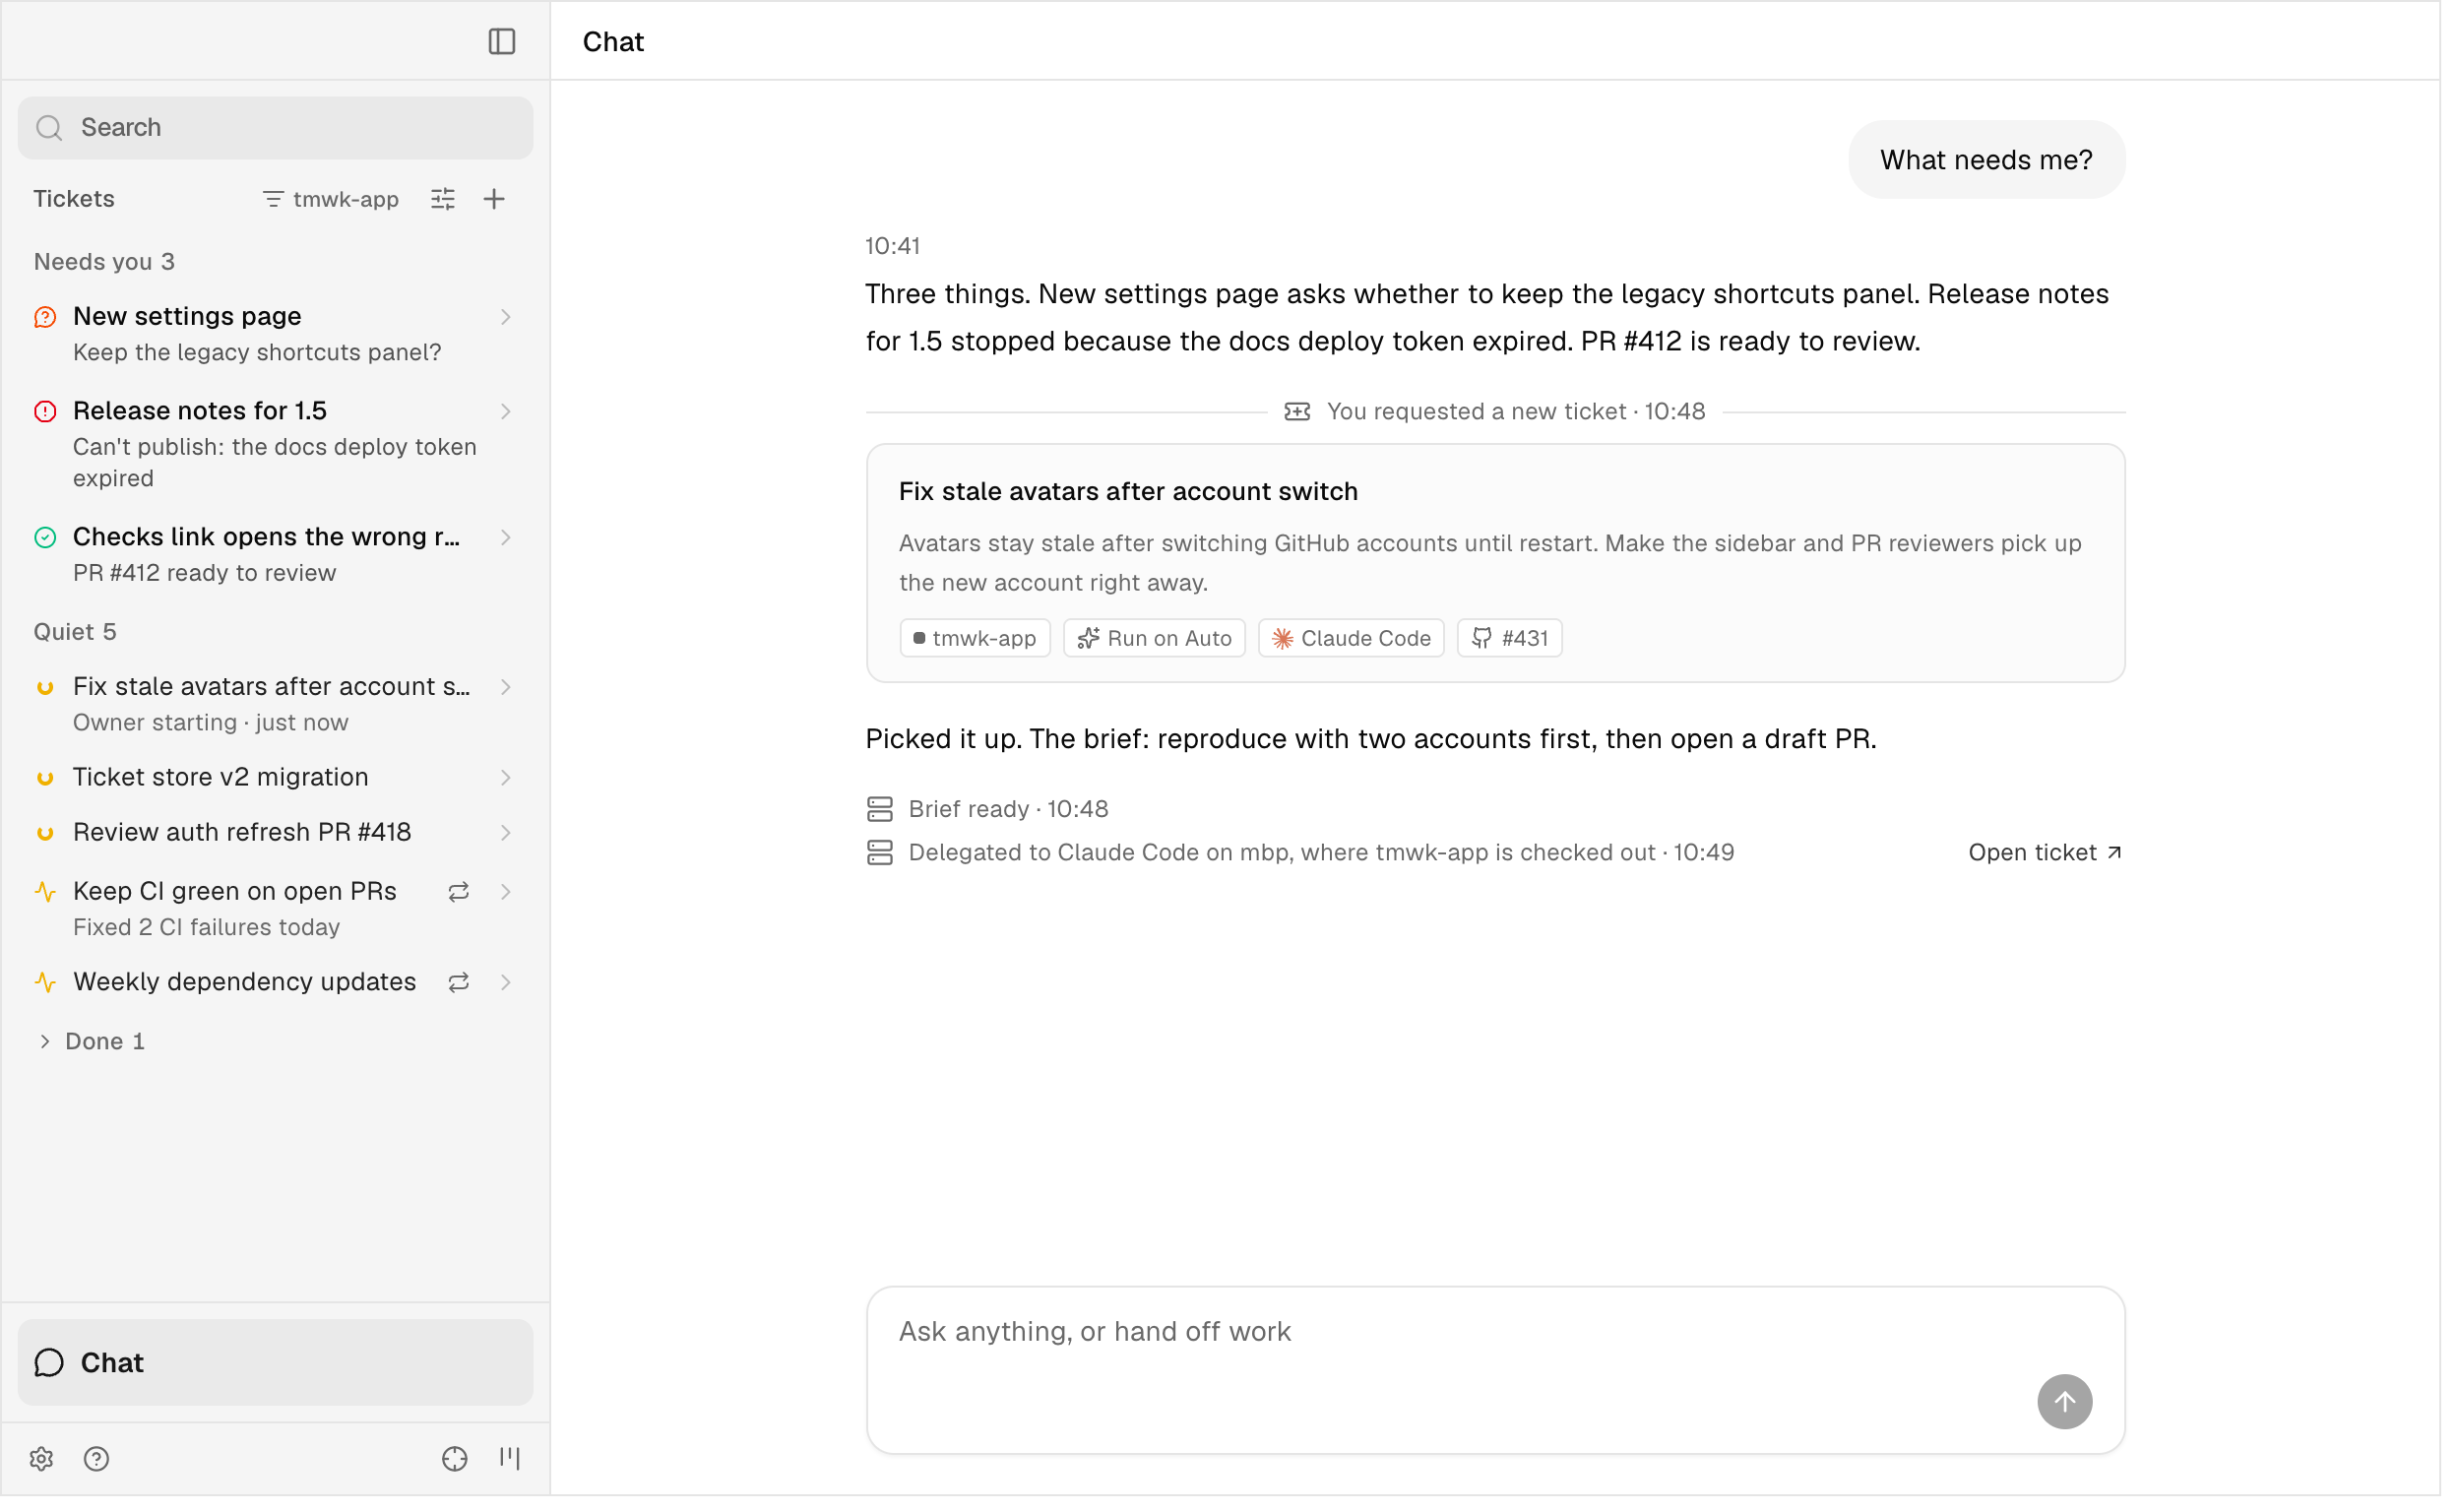 Chat
Search
Tickets
tmwk-app
Needs you 3
New settings page
Keep the legacy shortcuts panel?
Release notes for 1.5
Can't publish: the docs deploy token
expired
Checks link opens the wrong r...
PR #412 ready to review
Quiet 5
Fix stale avatars after account s...
Owner starting · just now
Ticket store v2 migration
Review auth refresh PR #418
Keep CI green on open PRs
Fixed 2 CI failures today
Weekly dependency updates
Done 1
Chat
What needs me?
10:41
Three things. New settings page asks whether to keep the legacy shortcuts panel. Release notes
for 1.5 stopped because the docs deploy token expired. PR #412 is ready to review.
You requested a new ticket · 10:48
Fix stale avatars after account switch
Avatars stay stale after switching GitHub accounts until restart. Make the sidebar and PR reviewers pick up
the new account right away.
tmwk-app
Run on Auto
Claude Code
#431
Picked it up. The brief: reproduce with two accounts first, then open a draft PR.
Brief ready · 10:48
Delegated to Claude Code on mbp, where tmwk-app is checked out · 10:49
Open ticket
Ask anything, or hand off work